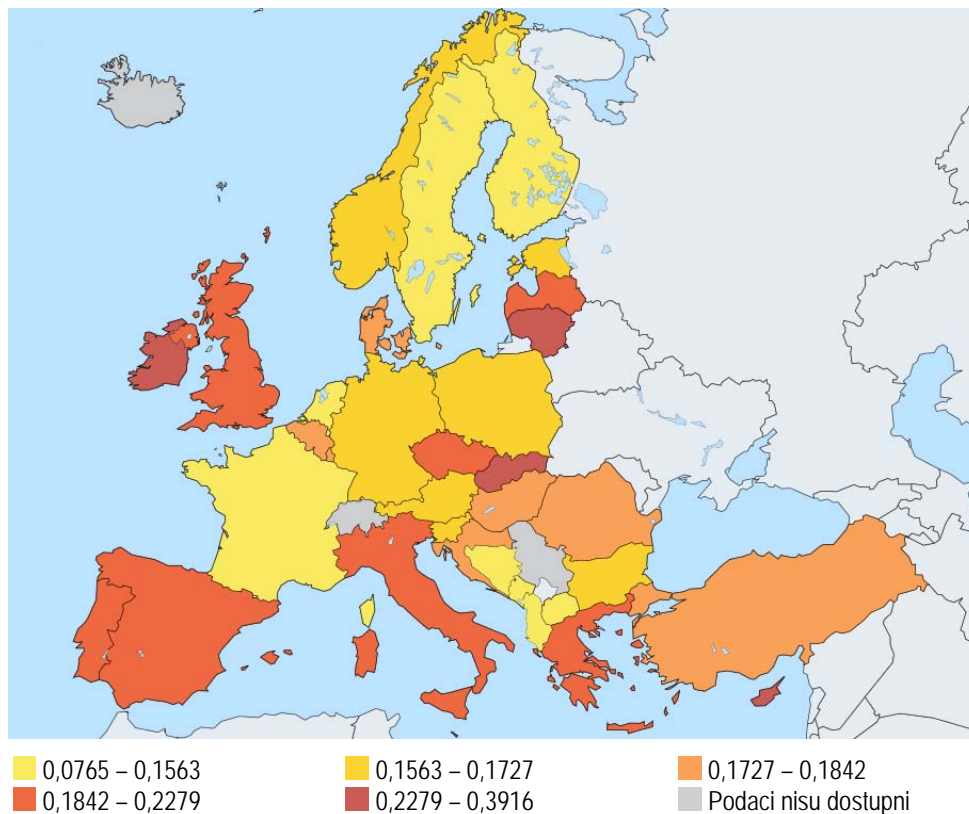 0,0765 – 0,1563
0,1563 – 0,1727
0,1727 – 0,1842
0,1842 – 0,2279
0,2279 – 0,3916
Podaci nisu dostupni